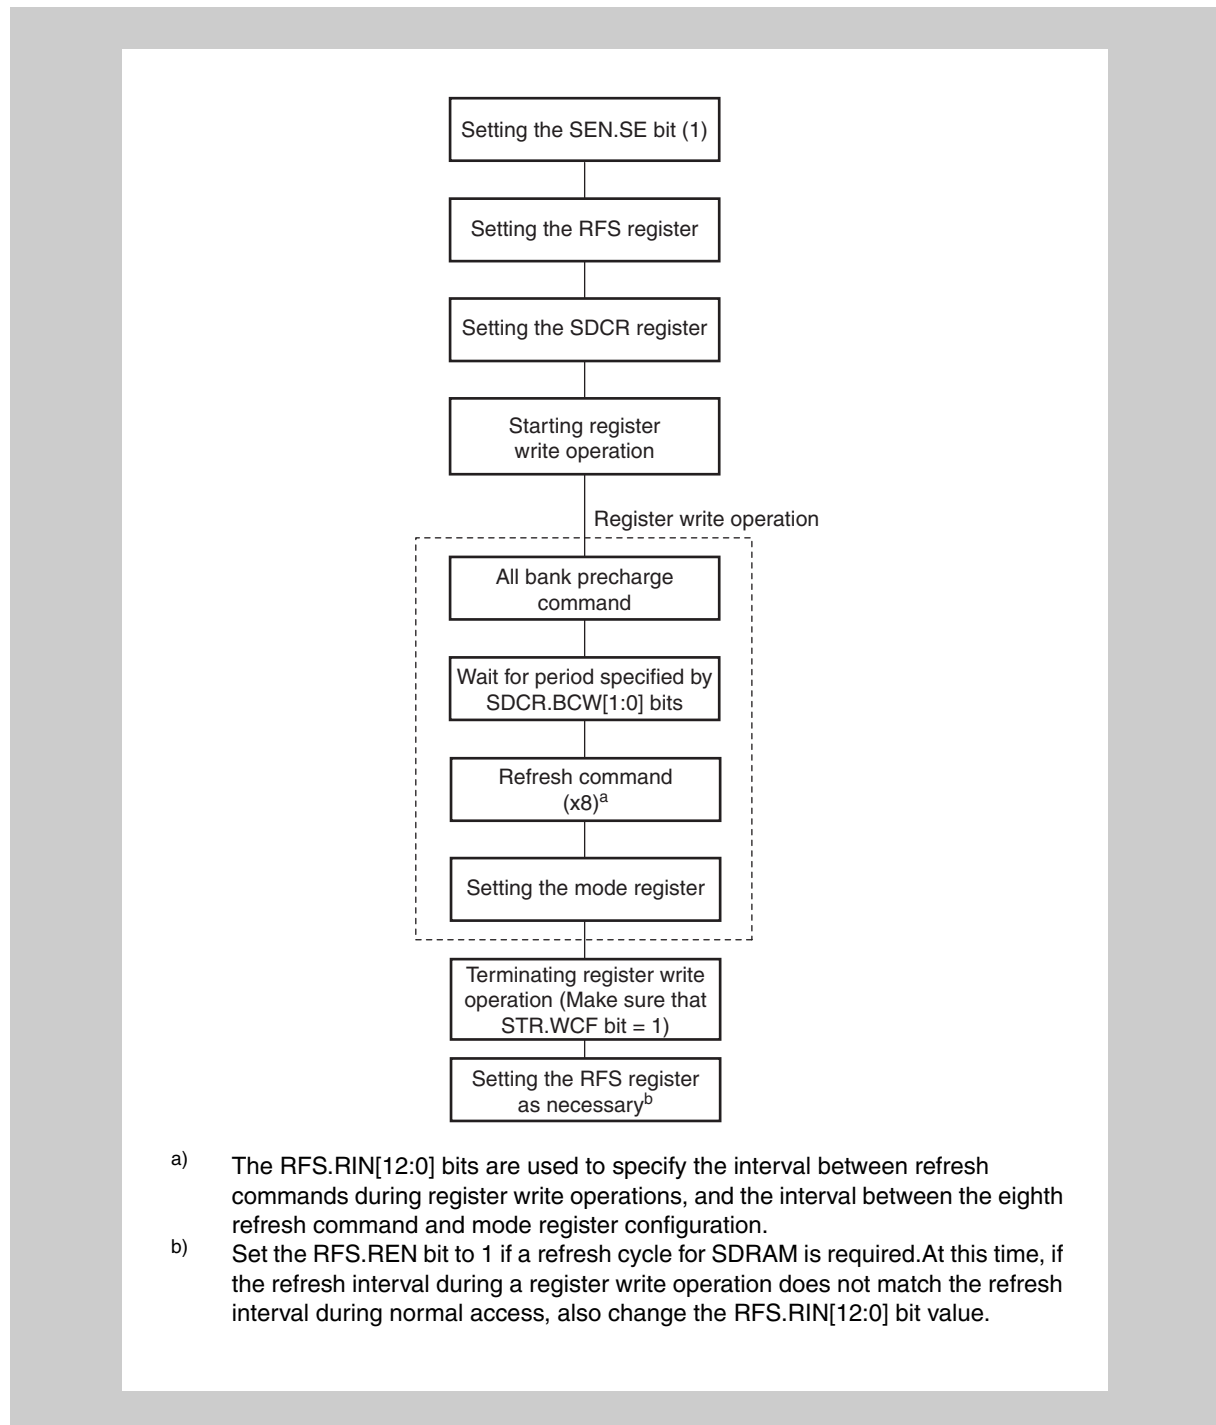 Setting the SEN.SE bit (1)
Setting the RFS register
Setting the SDCR register
Starting register
write operation
Register write operation
All bank precharge
command
Wait for period specified by
SDCR.BCW[1:0] bits
Refresh command
(x8)a
Setting the mode register
Terminating register write
operation (Make sure that
STR.WCF bit = 1)
Setting the RFS register
as necessaryb
a) The RFS.RIN[12:0] bits are used to specify the interval between refresh
commands during register write operations, and the interval between the eighth
refresh command and mode register configuration.
b) Set the RFS.REN bit to 1 if a refresh cycle for SDRAM is required.At this time, if
the refresh interval during a register write operation does not match the refresh
interval during normal access, also change the RFS.RIN[12:0] bit value.